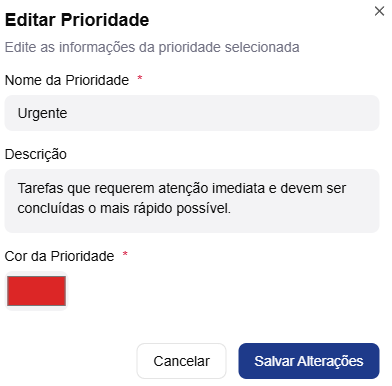 Editar Prioridade
Edite as informações da prioridade selecionada
Nome da Prioridade *
Urgente
Descrição
Tarefas que requerem atenção imediata e devem ser
concluídas o mais rápido possível.
Cor da Prioridade *
Cancelar
Salvar Alterações